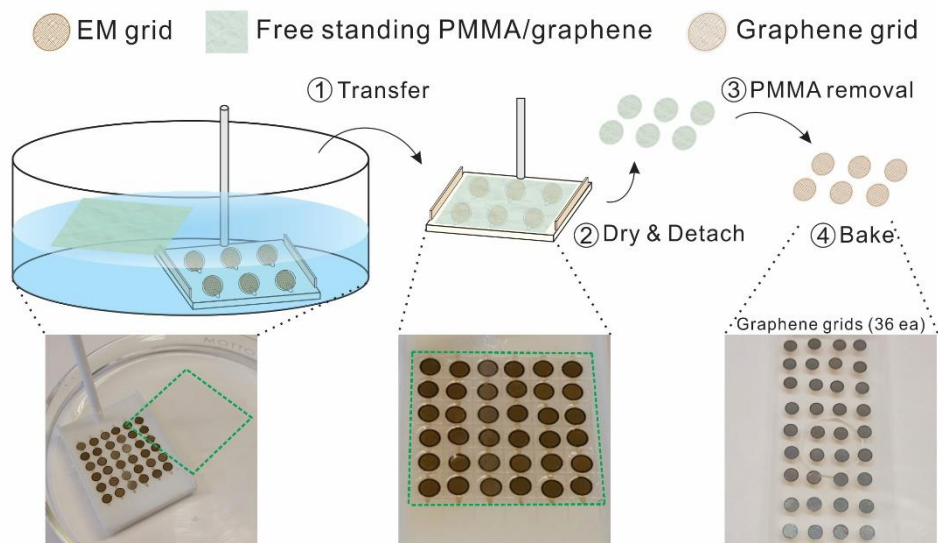 EM grid
Free standing PMMA/graphene
Graphene grid
① Transfer
② Dry & Detach
③ PMMA removal
④ Bake
Graphene grids (36 ea)